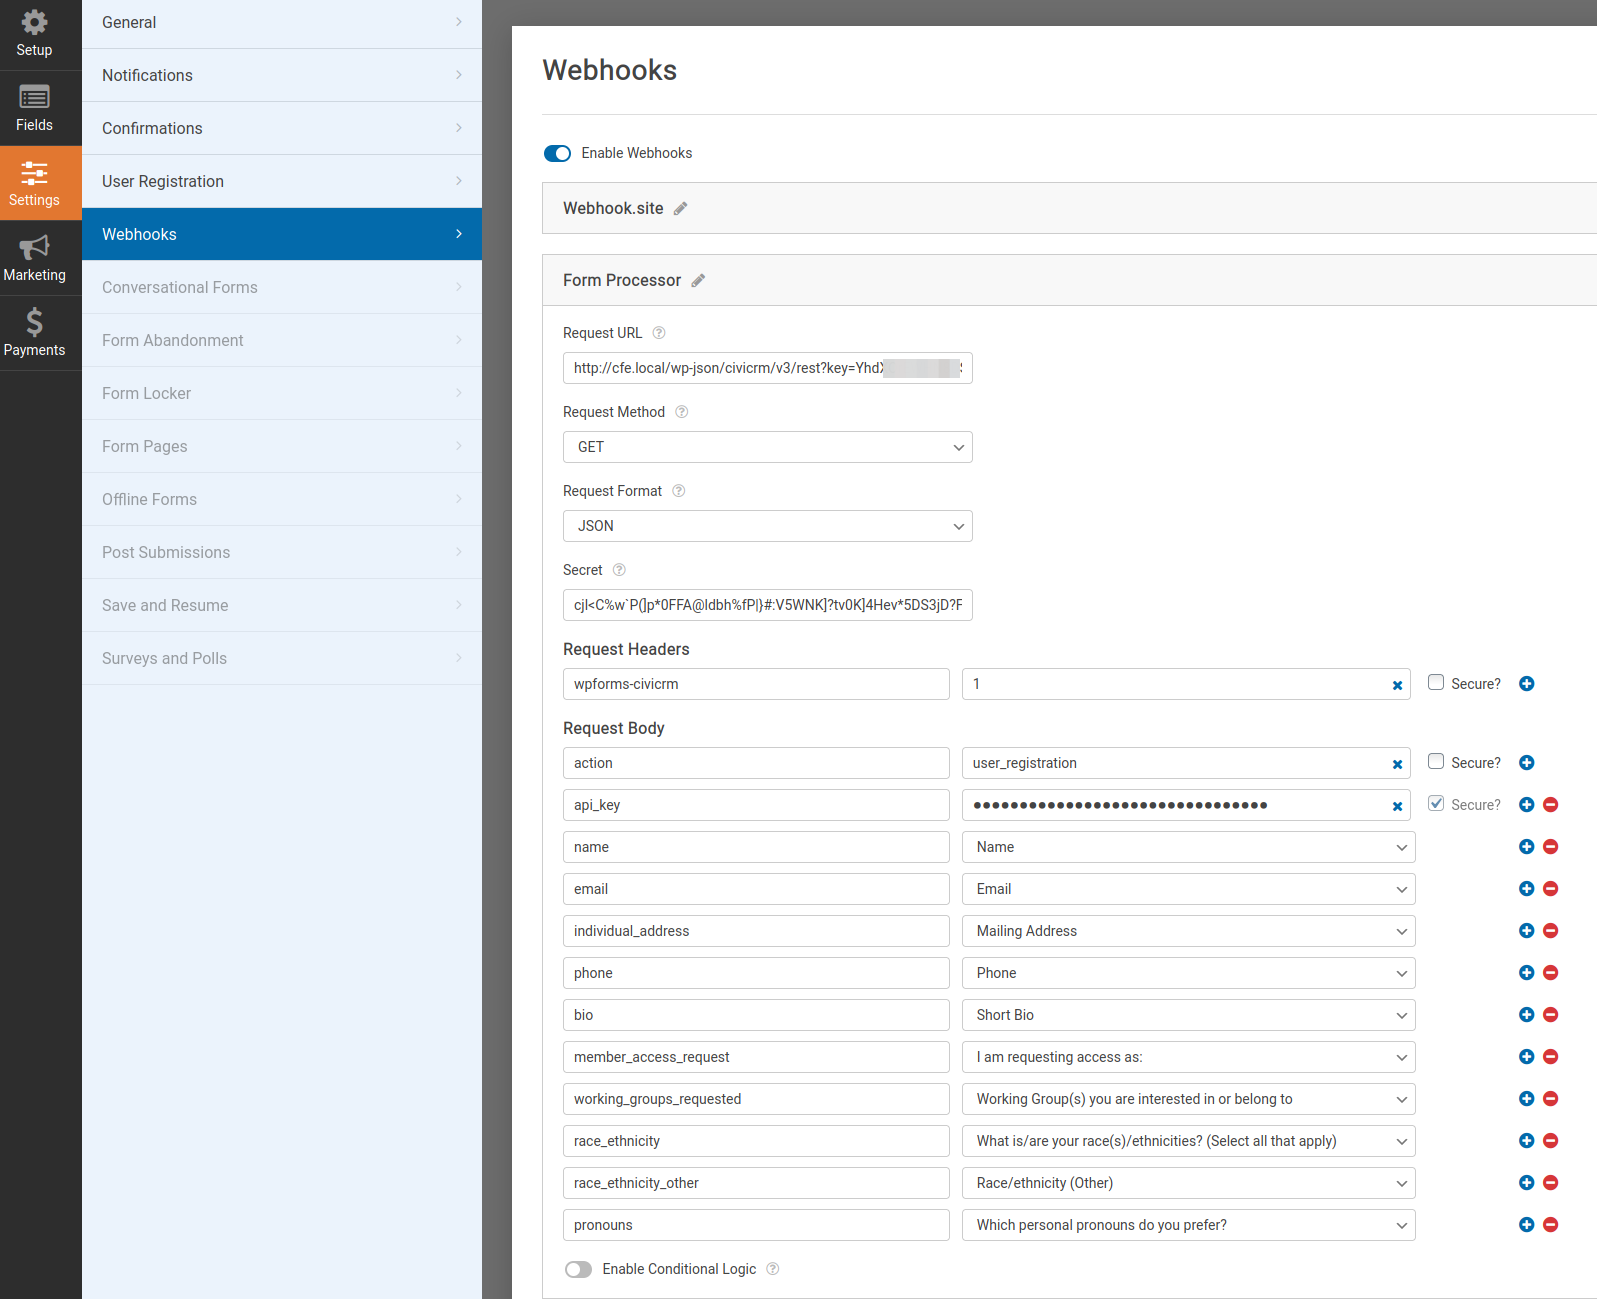 Setup
Fields
Settings
Marketing
Payments
General
Notifications
Confirmations
User Registration
Webhooks
Conversational Forms
Form Abandonment
Form Locker
Form Pages
Offline Forms
Post Submissions
Save and Resume
Surveys and Polls
Webhooks
Enable Webhooks
Webhook.site
Form Processor
Request URL
http://cfe.local/wp-json/civicrm/v3/rest?key=Yhd
Request Method
GET
Request Format
JSON
Secret
cjl<C%w`P(]p*0FFA@ldbh%fP|}#:V5WNK]?tv0K]4Hev*5DS3jD?F
Request Headers
wpforms-civicrm 1 Secure?
Request Body
action user_registration Secure?
api_key •••••••••••••••••••••••••••••••• Secure?
name Name
email Email
individual_address Mailing Address
phone Phone
bio Short Bio
member_access_request I am requesting access as:
working_groups_requested Working Group(s) you are interested in or belong to
race_ethnicity What is/are your race(s)/ethnicities? (Select all that apply)
race_ethnicity_other Race/ethnicity (Other)
pronouns Which personal pronouns do you prefer?
Enable Conditional Logic